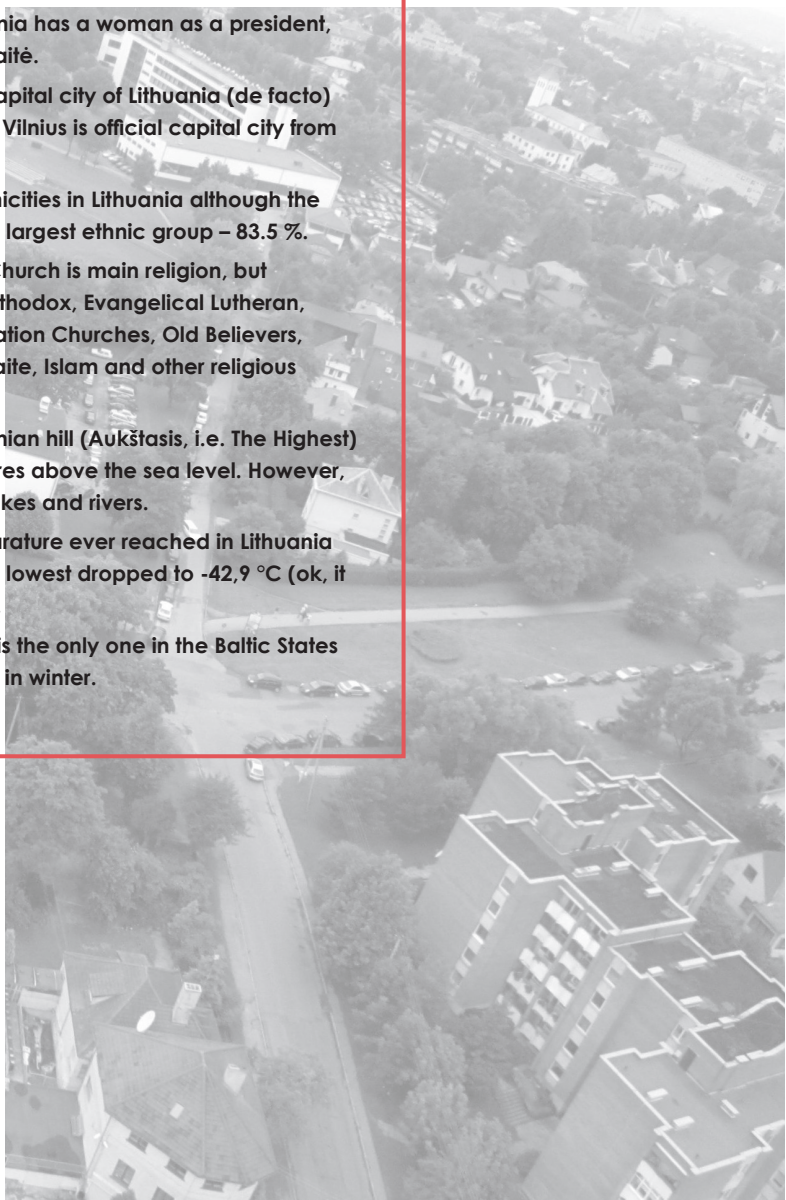 nia has a woman as a president,
aitė.
apital city of Lithuania (de facto)
Vilnius is official capital city from
icities in Lithuania although the
largest ethnic group – 83.5 %.
Church is main religion, but
thodox, Evangelical Lutheran,
ation Churches, Old Believers,
aite, Islam and other religious
nian hill (Aukštasis, i.e. The Highest)
res above the sea level. However,
kes and rivers.
rature ever reached in Lithuania
lowest dropped to -42,9 °C (ok, it
is the only one in the Baltic States
in winter.